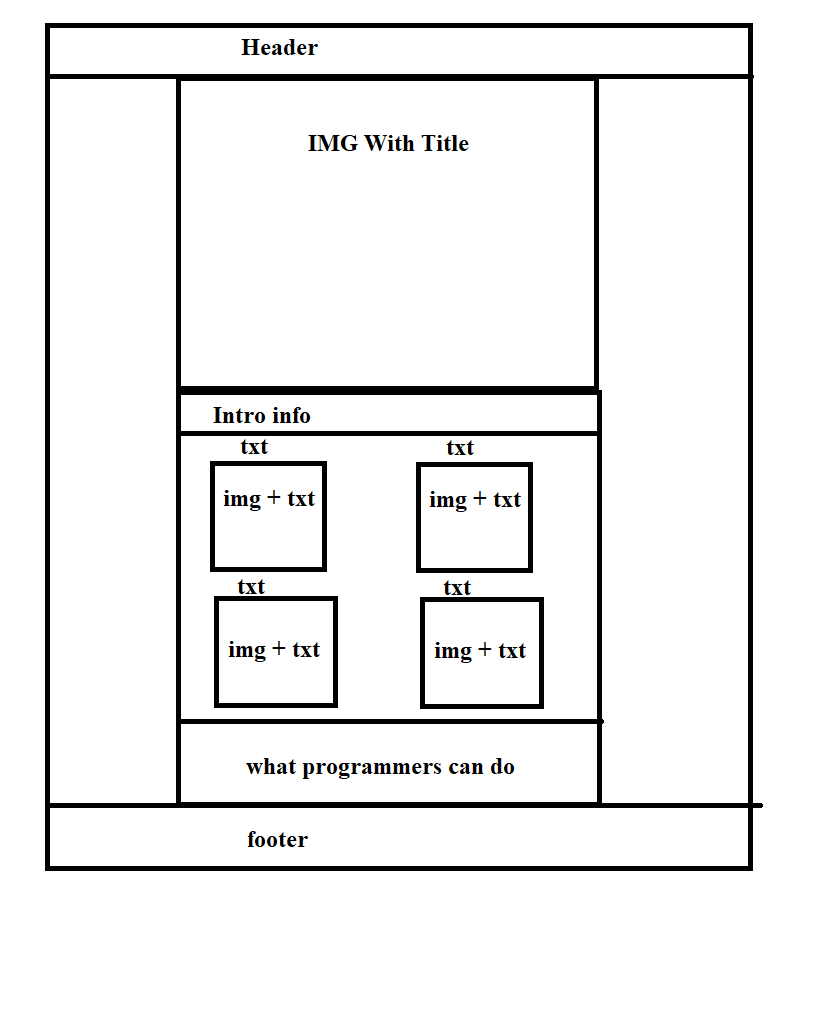 Header
IMG With Title
Intro info
txt txt
img + txt img + txt
txt txt
img + txt img + txt
what programmers can do
footer